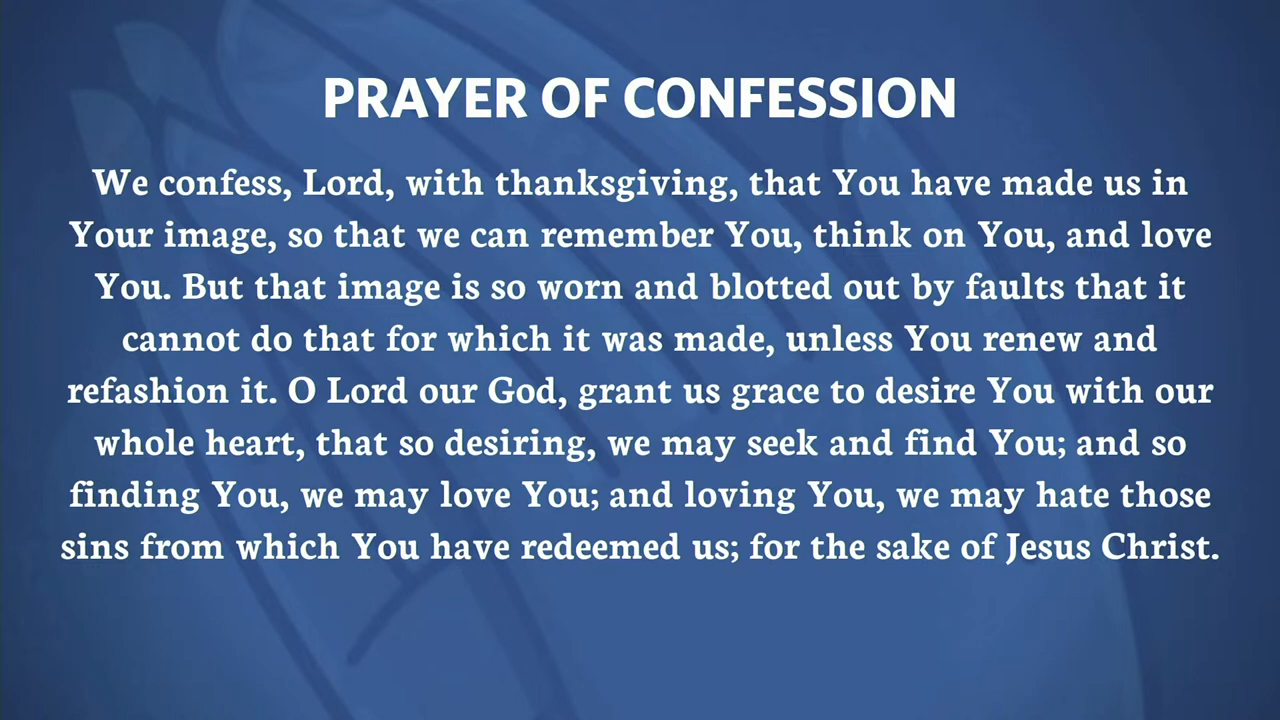 PRAYER OF CONFESSION
We confess, Lord, with thanksgiving, that You have made us in
Your image, so that we can remember You, think on You, and love
You. But that image is so worn and blotted out by faults that it
cannot do that for which it was made, unless You renew and
refashion it. O Lord our God, grant us grace to desire You with our
whole heart, that so desiring, we may seek and find You; and so
finding You, we may love You; and loving You, we may hate those
sins from which You have redeemed us; for the sake of Jesus Christ.